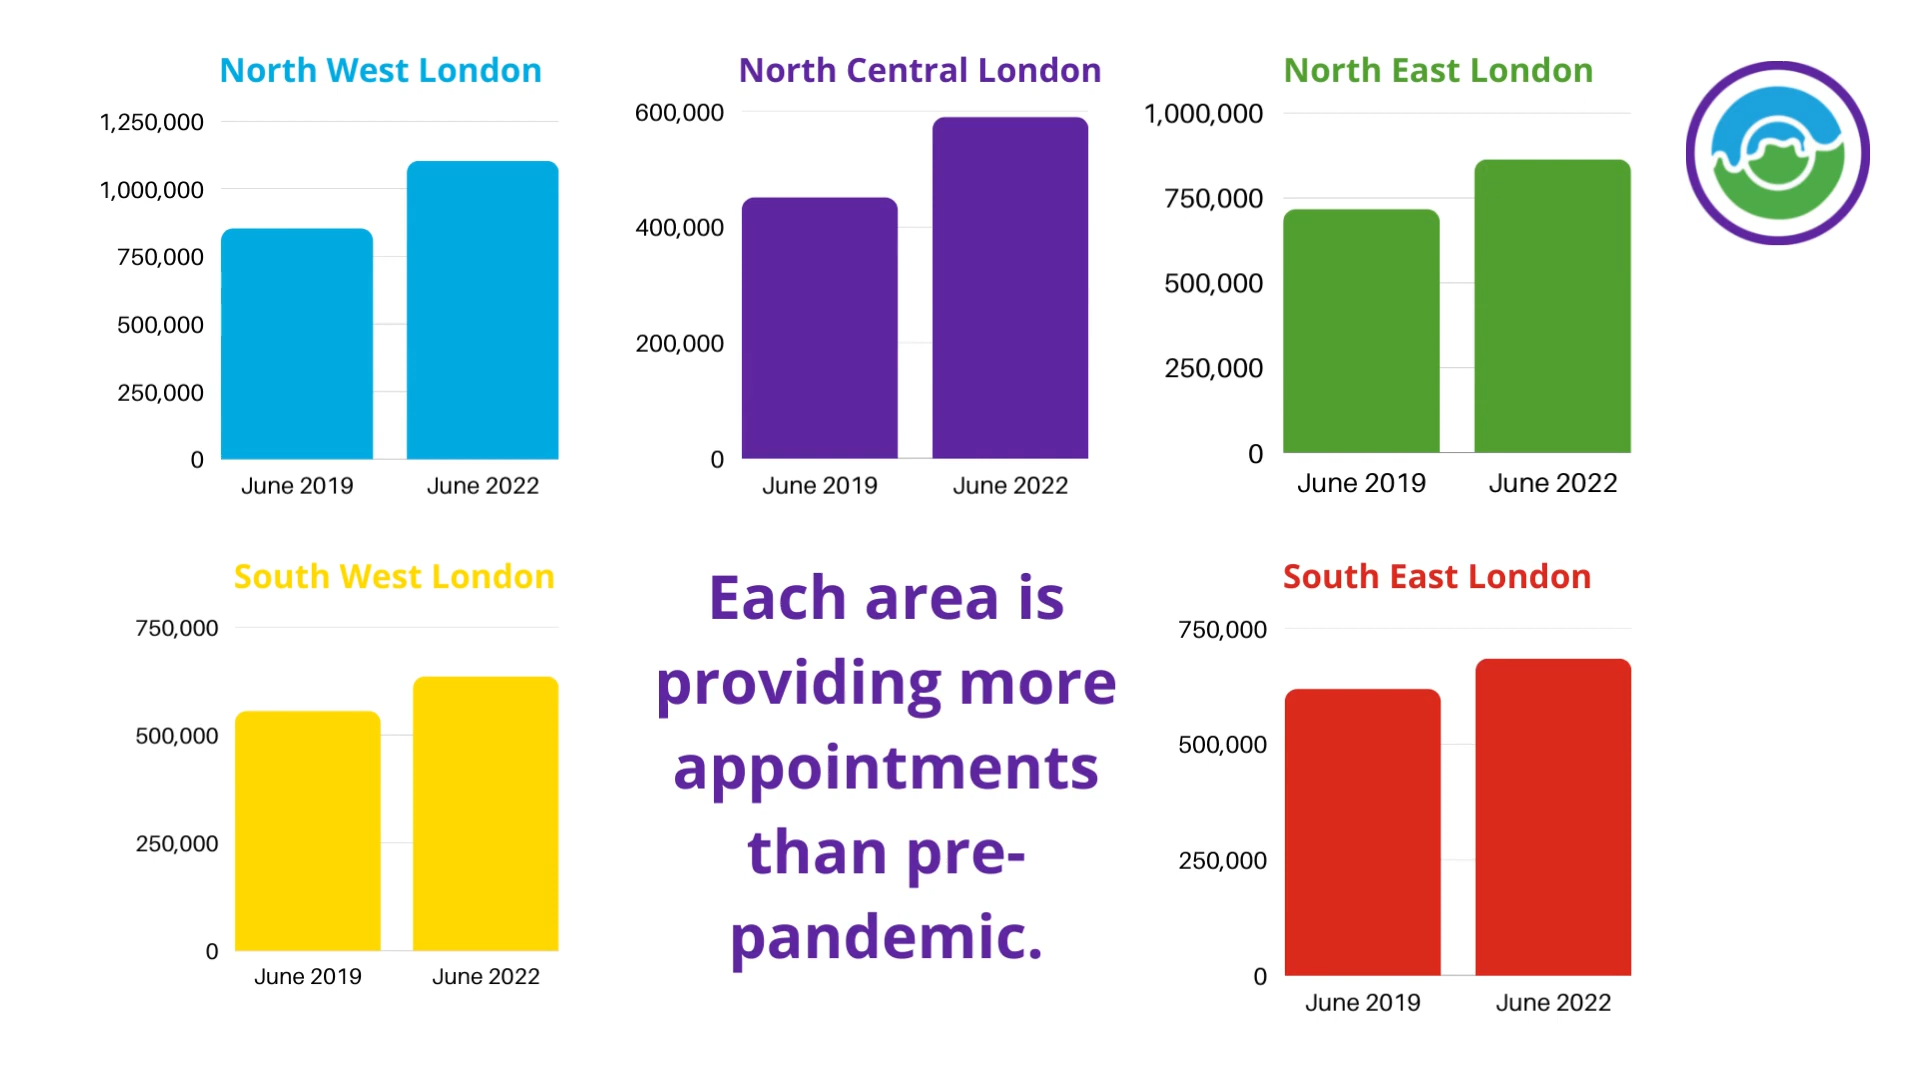 North West London
1,250,000
1,000,000
750,000
500,000
250,000
0
June 2019 June 2022
North Central London
600,000
400,000
200,000
0
June 2019 June 2022
North East London
1,000,000
750,000
500,000
250,000
0
June 2019 June 2022
South West London
750,000
500,000
250,000
0
June 2019 June 2022
Each area is
providing more
appointments
than pre-
pandemic.
South East London
750,000
500,000
250,000
0
June 2019 June 2022